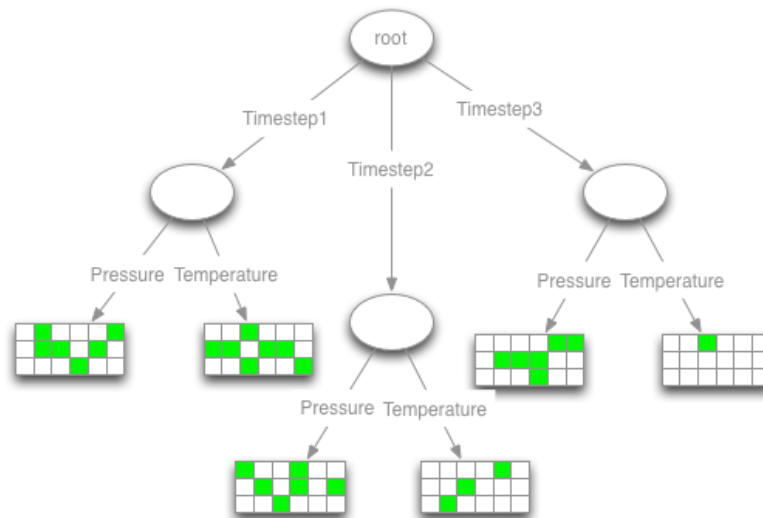 root
Timestep1
Timestep3
Timestep2
Pressure Temperature
Pressure Temperature
Pressure Temperature